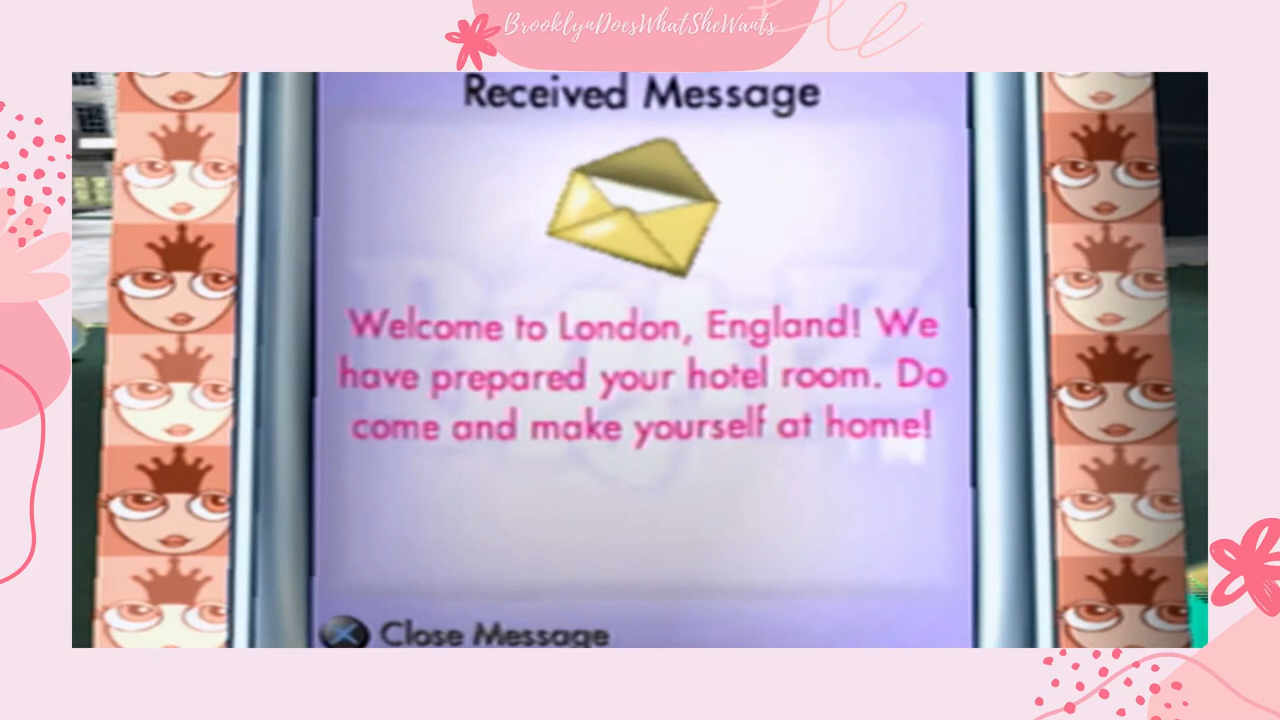 BrooklynDoesWhatSheWants
Received Message
Welcome to London, England! We
have prepared your hotel room. Do
come and make yourself at home!
Close Message